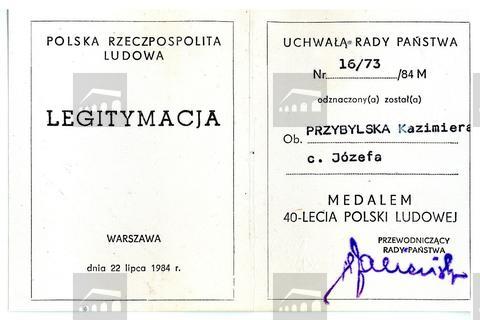 POLSKA RZECZPOSPOLITA
LUDOWA
LEGITYMACJA
WARSZAWA
dnia 22 lipca 1984 r.
UCHWAŁĄ RADY PAŃSTWA
Nr 16/73 /84 M
odznaczony(a) został(a)
Ob. PRZYBYLSKA Kazimiera
c. Józefa
MEDALEM
40-LECIA POLSKI LUDOWEJ
PRZEWODNICZĄCY
RADY PAŃSTWA